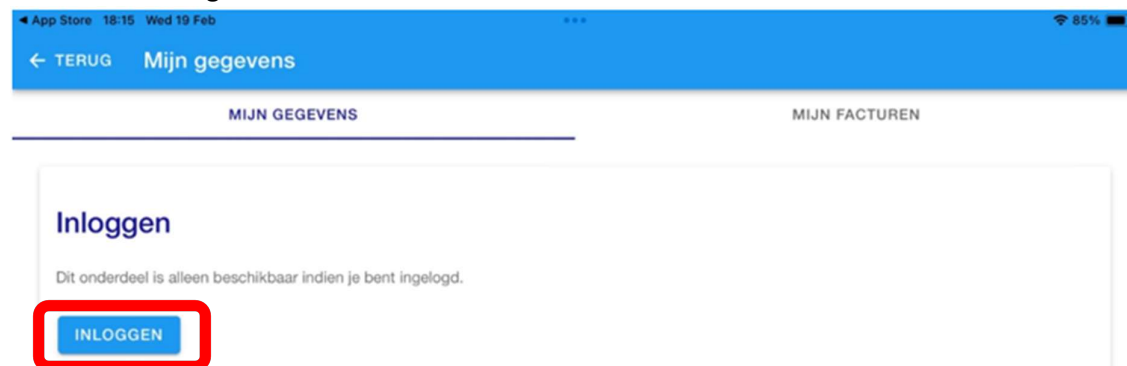 App Store 18:15 Wed 19 Feb 85%
← TERUG Mijn gegevens
MIJN GEGEVENS MIJN FACTUREN
Inloggen
Dit onderdeel is alleen beschikbaar indien je bent ingelogd.
INLOGGEN